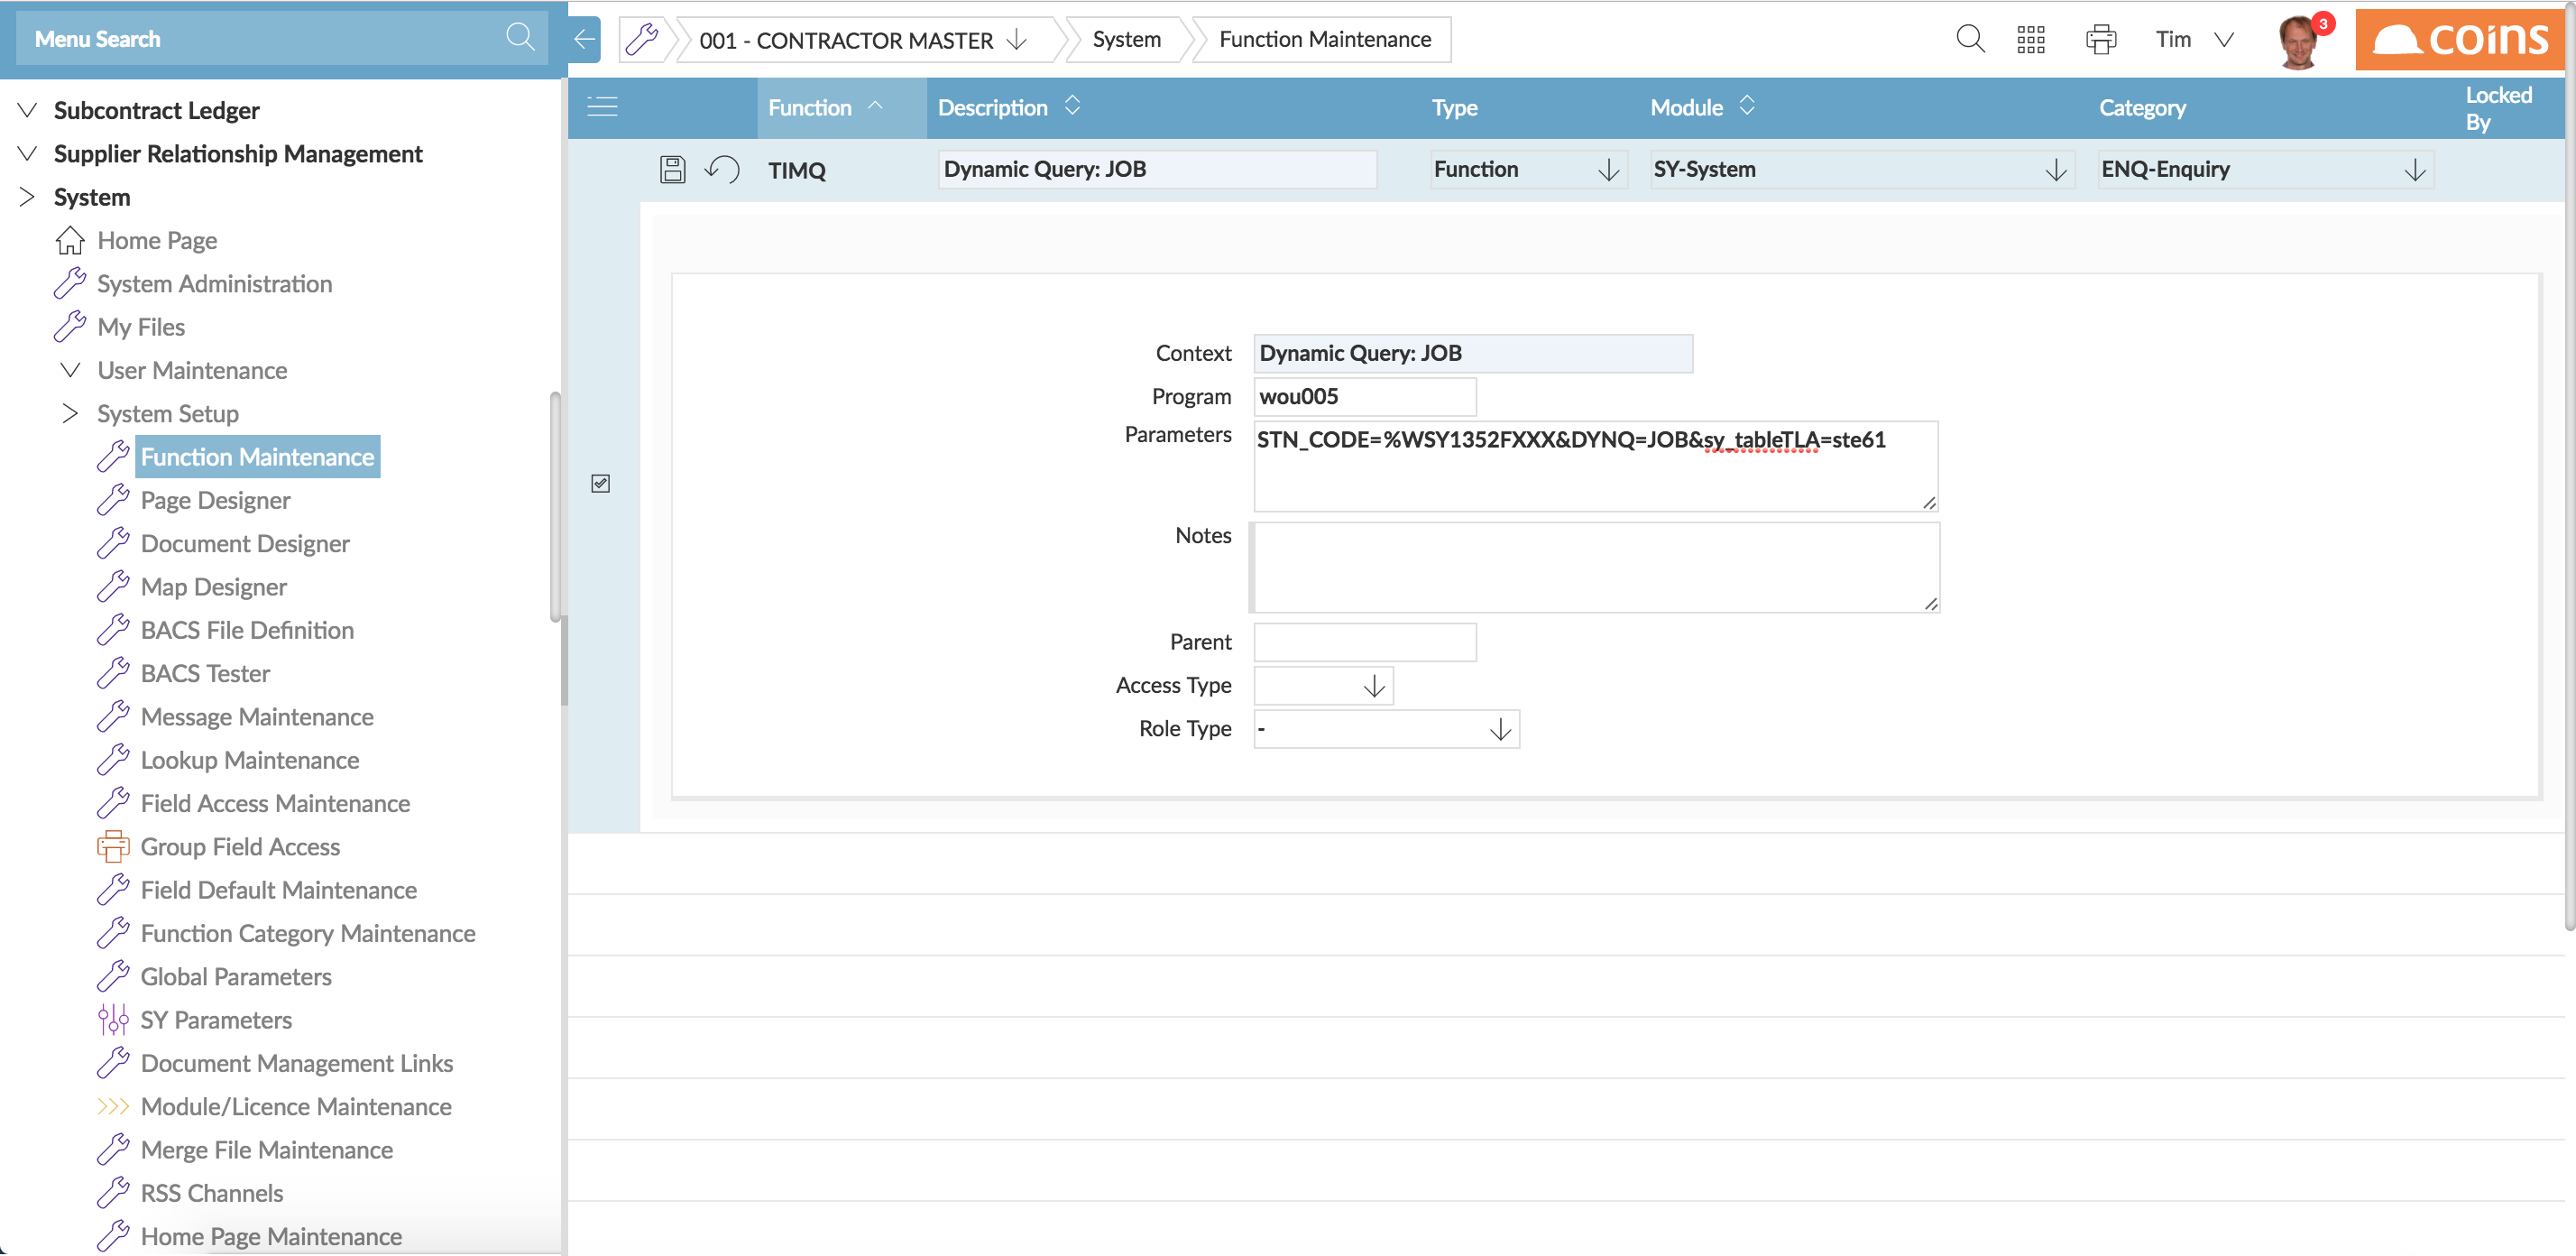 Menu Search
001 - CONTRACTOR MASTER
System
Function Maintenance
Tim
3
coins
Subcontract Ledger
Supplier Relationship Management
System
Home Page
System Administration
My Files
User Maintenance
System Setup
Function Maintenance
Page Designer
Document Designer
Map Designer
BACS File Definition
BACS Tester
Message Maintenance
Lookup Maintenance
Field Access Maintenance
Group Field Access
Field Default Maintenance
Function Category Maintenance
Global Parameters
SY Parameters
Document Management Links
Module/Licence Maintenance
Merge File Maintenance
RSS Channels
Home Page Maintenance
Function
Description
Type
Module
Category
Locked
By
TIMQ
Dynamic Query: JOB
Function
SY-System
ENQ-Enquiry
Context
Dynamic Query: JOB
Program
wou005
Parameters
STN_CODE=%WSY1352FXXX&DYNQ=JOB&sy_tableTLA=ste61
Notes
Parent
Access Type
Role Type
-